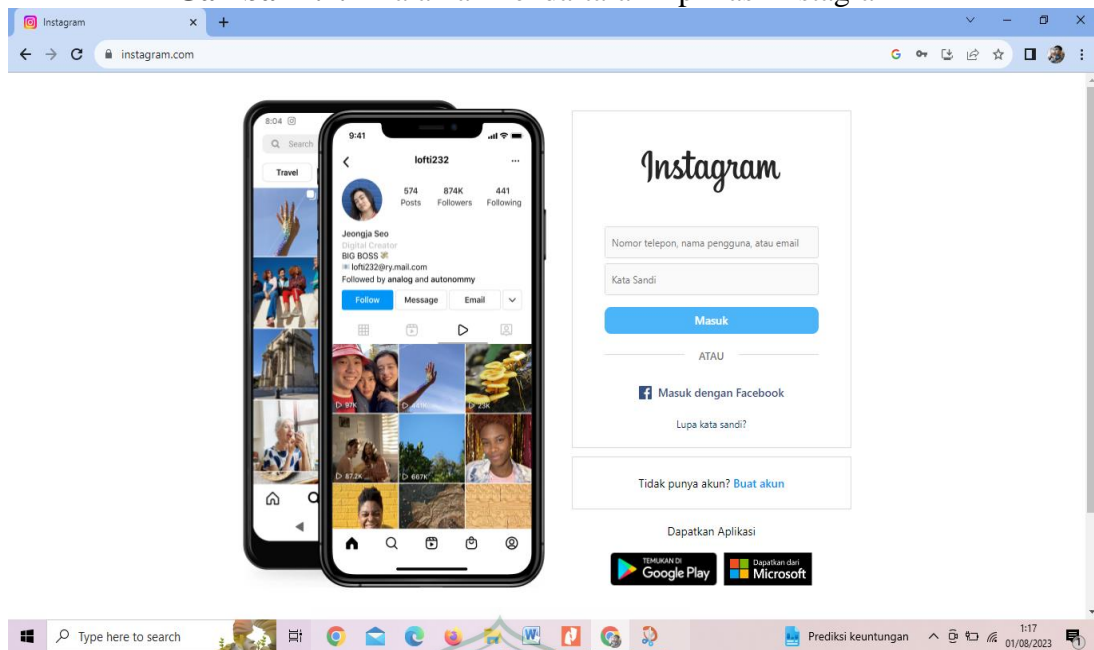 Instagram
instagram.com
8:04
Search
Travel
9:41
lofti232
574 874K 441
Posts Followers Following
Jeongja Seo
Digital Creator
BIG BOSS
lofti232@ry.mail.com
Followed by analog and autonommy
Follow Message Email
97K 441K 23K
87.2K 667K
Instagram
Nomor telepon, nama pengguna, atau email
Kata Sandi
Masuk
ATAU
Masuk dengan Facebook
Lupa kata sandi?
Tidak punya akun? Buat akun
Dapatkan Aplikasi
TEMUKAN DI
Google Play
Dapatkan dari
Microsoft
Type here to search
Prediksi keuntungan
1:17
01/08/2023